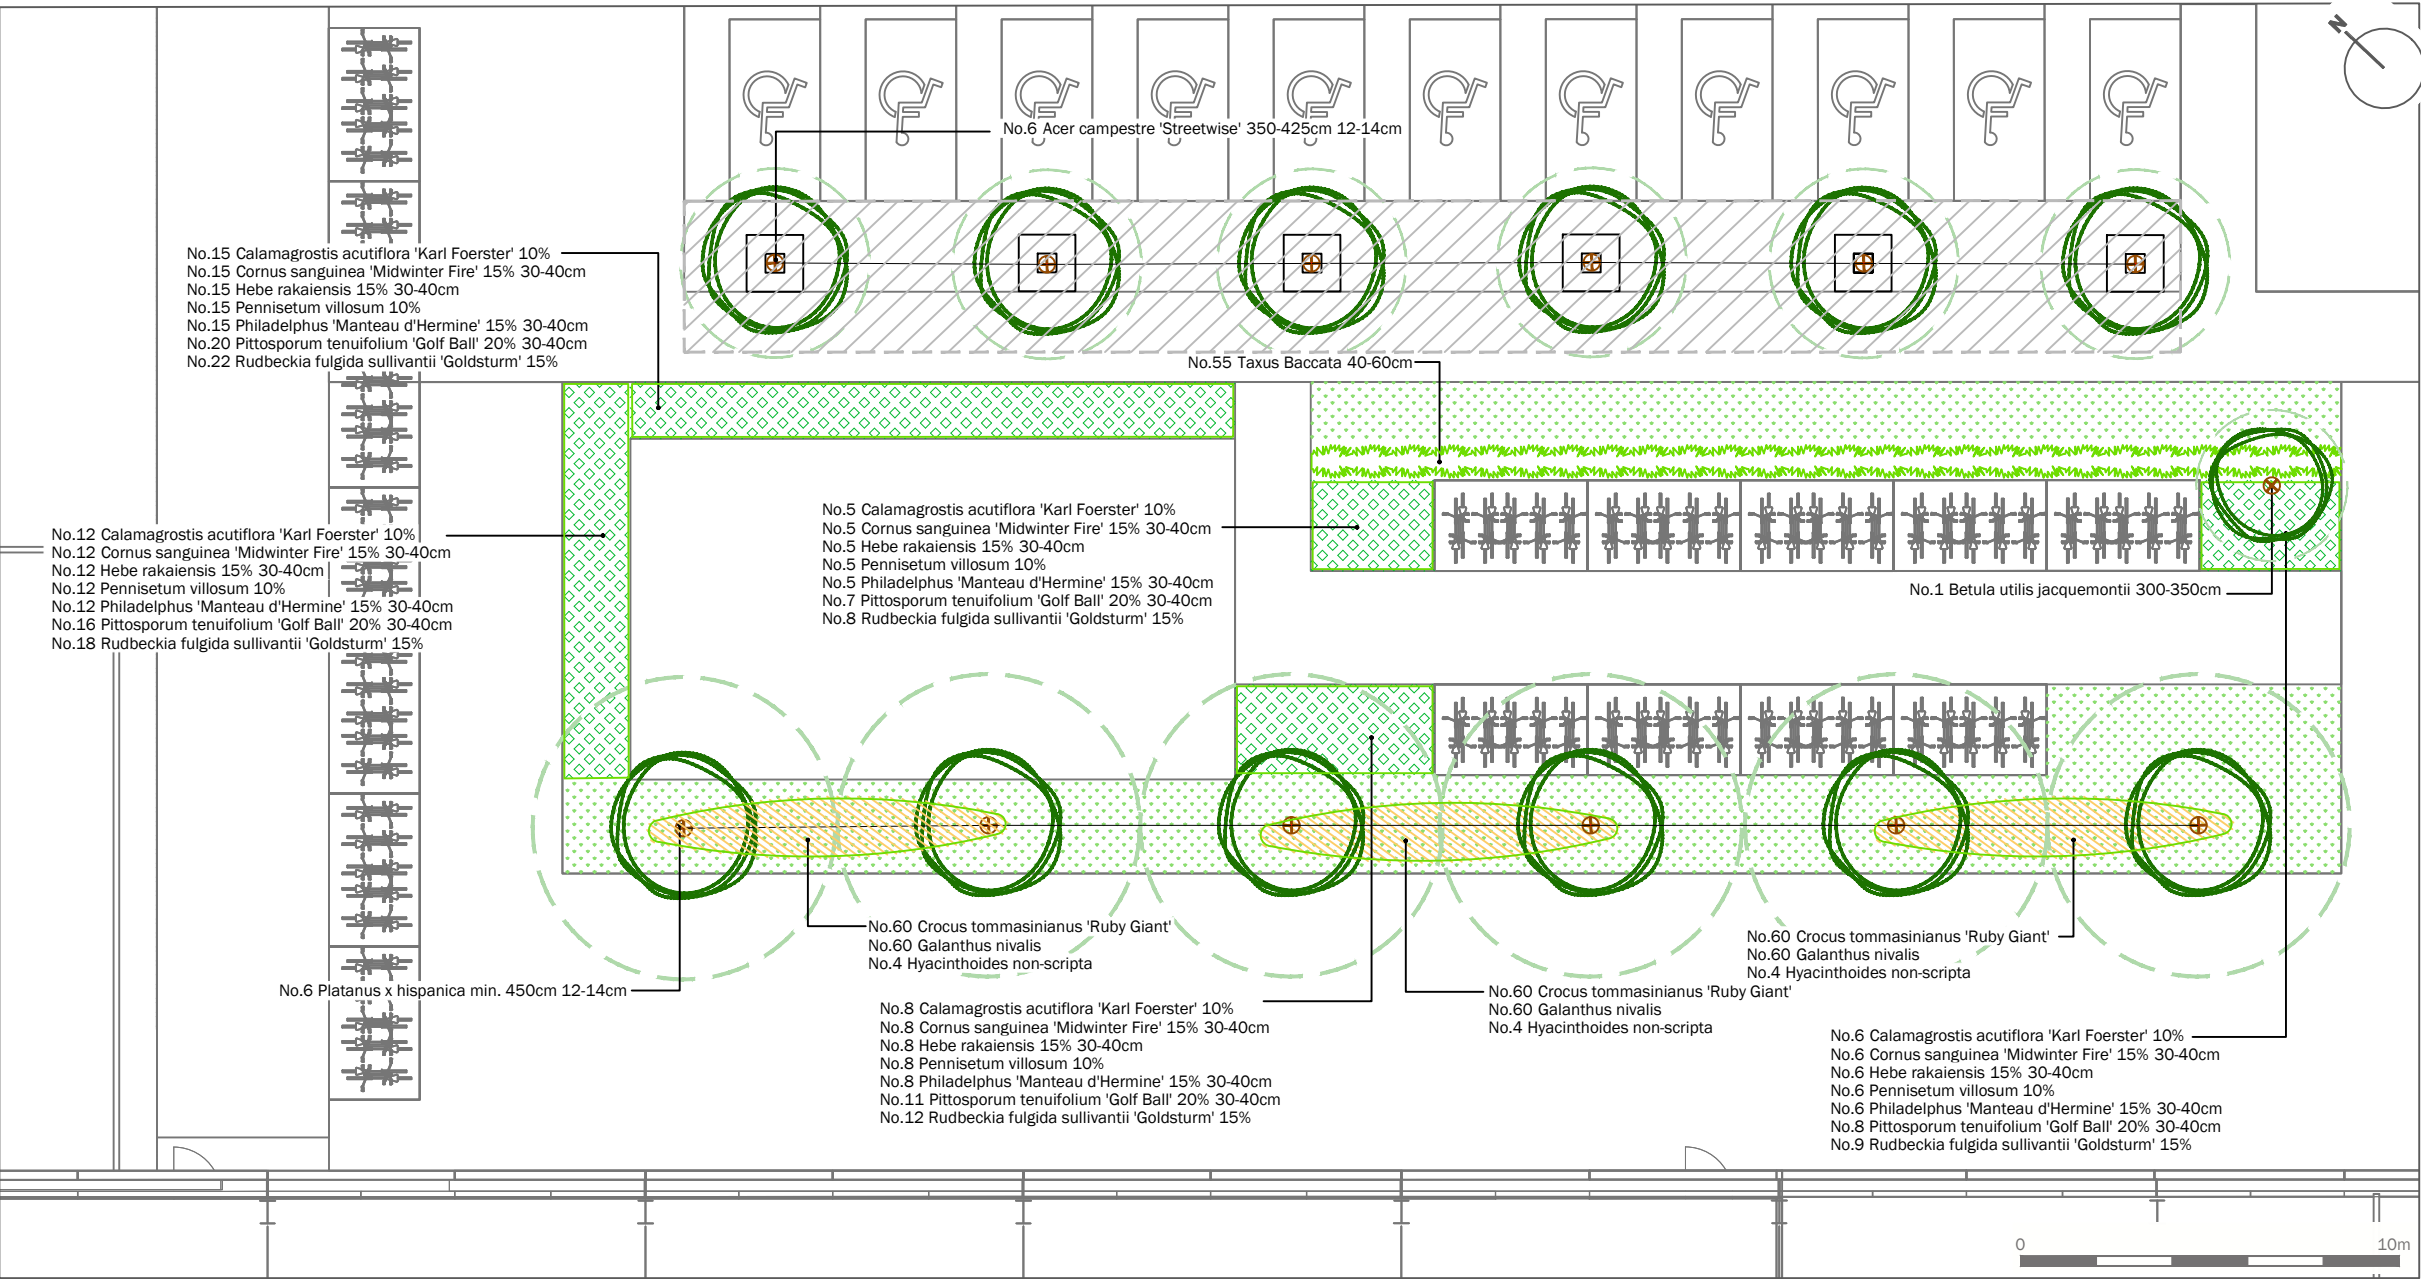 N
No.6 Acer campestre 'Streetwise' 350-425cm 12-14cm
No.15 Calamagrostis acutiflora 'Karl Foerster' 10%
No.15 Cornus sanguinea 'Midwinter Fire' 15% 30-40cm
No.15 Hebe rakaiensis 15% 30-40cm
No.15 Pennisetum villosum 10%
No.15 Philadelphus 'Manteau d'Hermine' 15% 30-40cm
No.20 Pittosporum tenuifolium 'Golf Ball' 20% 30-40cm
No.22 Rudbeckia fulgida sullivantii 'Goldsturm' 15%
No.55 Taxus Baccata 40-60cm
No.12 Calamagrostis acutiflora 'Karl Foerster' 10%
No.12 Cornus sanguinea 'Midwinter Fire' 15% 30-40cm
No.12 Hebe rakaiensis 15% 30-40cm
No.12 Pennisetum villosum 10%
No.12 Philadelphus 'Manteau d'Hermine' 15% 30-40cm
No.16 Pittosporum tenuifolium 'Golf Ball' 20% 30-40cm
No.18 Rudbeckia fulgida sullivantii 'Goldsturm' 15%
No.5 Calamagrostis acutiflora 'Karl Foerster' 10%
No.5 Cornus sanguinea 'Midwinter Fire' 15% 30-40cm
No.5 Hebe rakaiensis 15% 30-40cm
No.5 Pennisetum villosum 10%
No.5 Philadelphus 'Manteau d'Hermine' 15% 30-40cm
No.7 Pittosporum tenuifolium 'Golf Ball' 20% 30-40cm
No.8 Rudbeckia fulgida sullivantii 'Goldsturm' 15%
No.1 Betula utilis jacquemontii 300-350cm
No.60 Crocus tommasinianus 'Ruby Giant'
No.60 Galanthus nivalis
No.4 Hyacinthoides non-scripta
No.60 Crocus tommasinianus 'Ruby Giant'
No.60 Galanthus nivalis
No.4 Hyacinthoides non-scripta
No.6 Platanus x hispanica min. 450cm 12-14cm
No.60 Crocus tommasinianus 'Ruby Giant'
No.60 Galanthus nivalis
No.4 Hyacinthoides non-scripta
No.8 Calamagrostis acutiflora 'Karl Foerster' 10%
No.8 Cornus sanguinea 'Midwinter Fire' 15% 30-40cm
No.8 Hebe rakaiensis 15% 30-40cm
No.8 Pennisetum villosum 10%
No.8 Philadelphus 'Manteau d'Hermine' 15% 30-40cm
No.11 Pittosporum tenuifolium 'Golf Ball' 20% 30-40cm
No.12 Rudbeckia fulgida sullivantii 'Goldsturm' 15%
No.6 Calamagrostis acutiflora 'Karl Foerster' 10%
No.6 Cornus sanguinea 'Midwinter Fire' 15% 30-40cm
No.6 Hebe rakaiensis 15% 30-40cm
No.6 Pennisetum villosum 10%
No.6 Philadelphus 'Manteau d'Hermine' 15% 30-40cm
No.8 Pittosporum tenuifolium 'Golf Ball' 20% 30-40cm
No.9 Rudbeckia fulgida sullivantii 'Goldsturm' 15%
0 10m